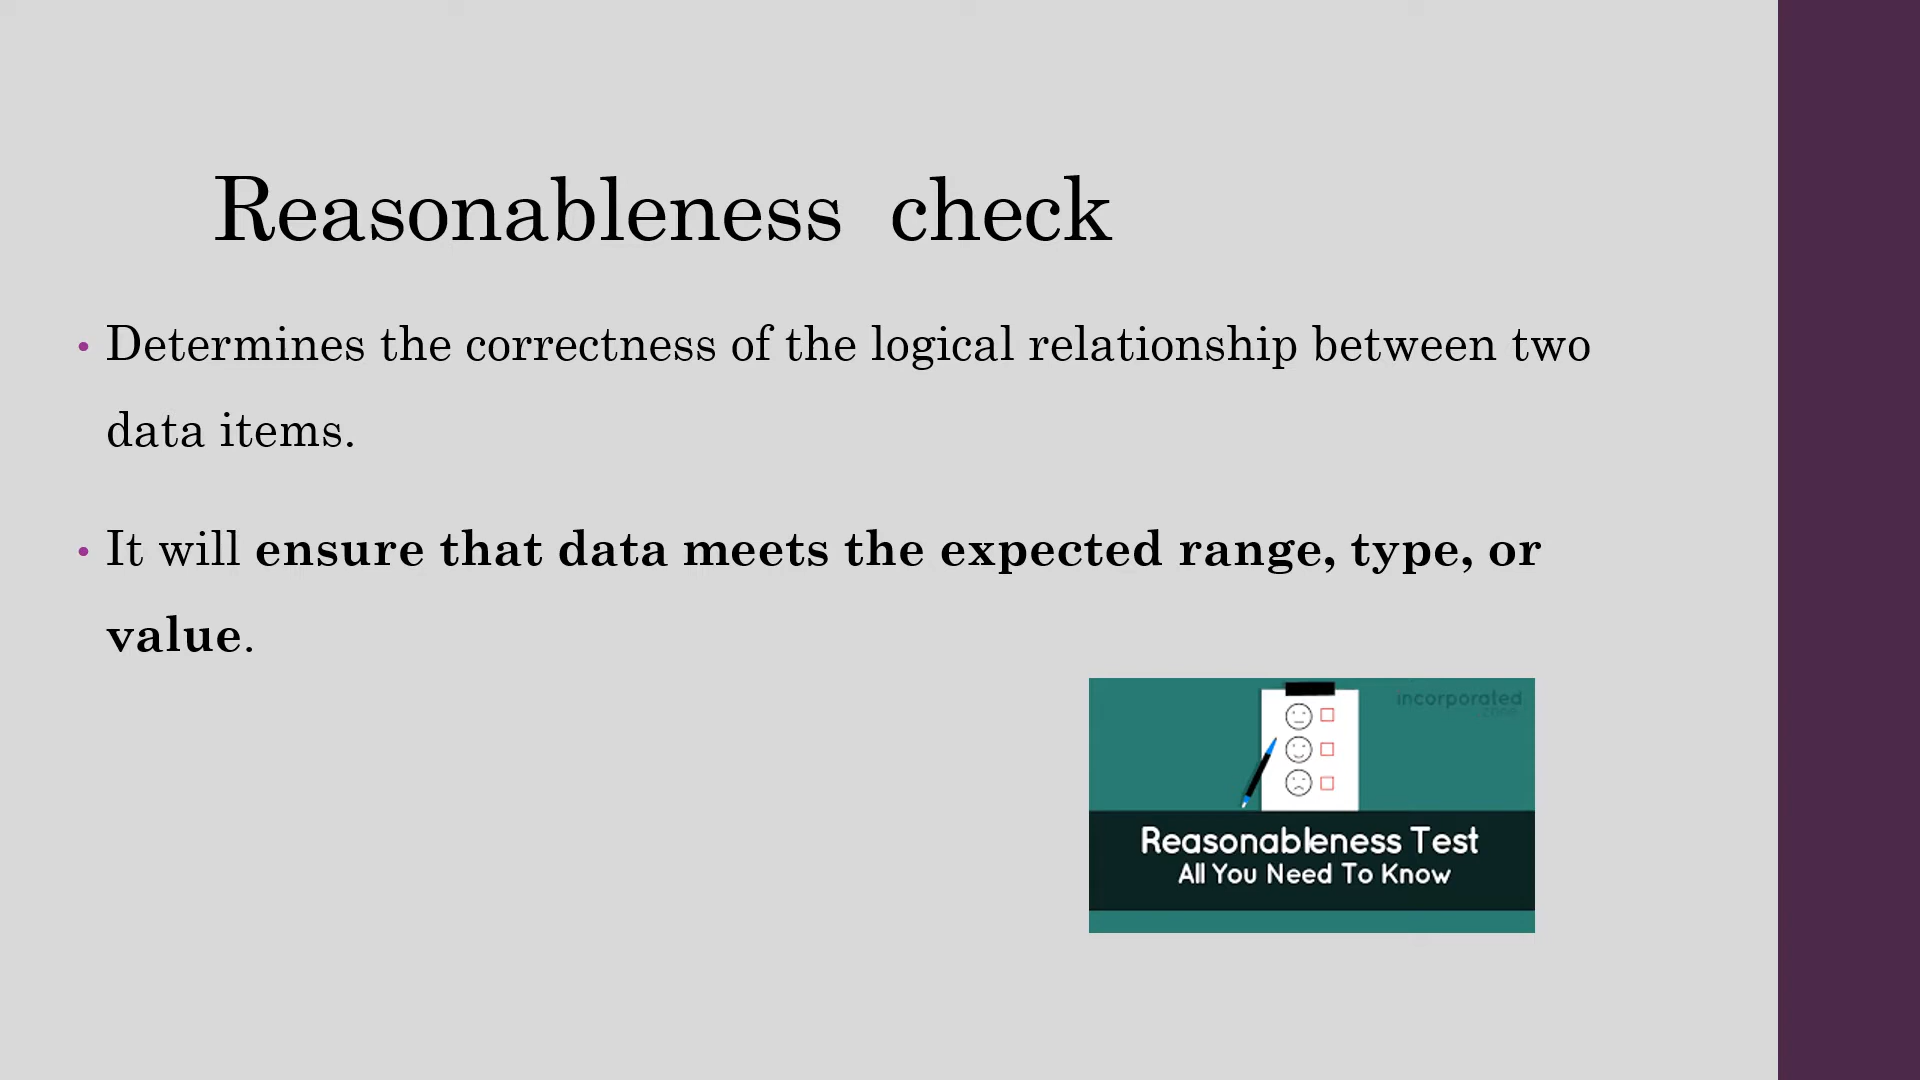 Reasonableness check
• Determines the correctness of the logical relationship between two
data items.
• It will ensure that data meets the expected range, type, or
value.
incorporated
zone
Reasonableness Test
All You Need To Know